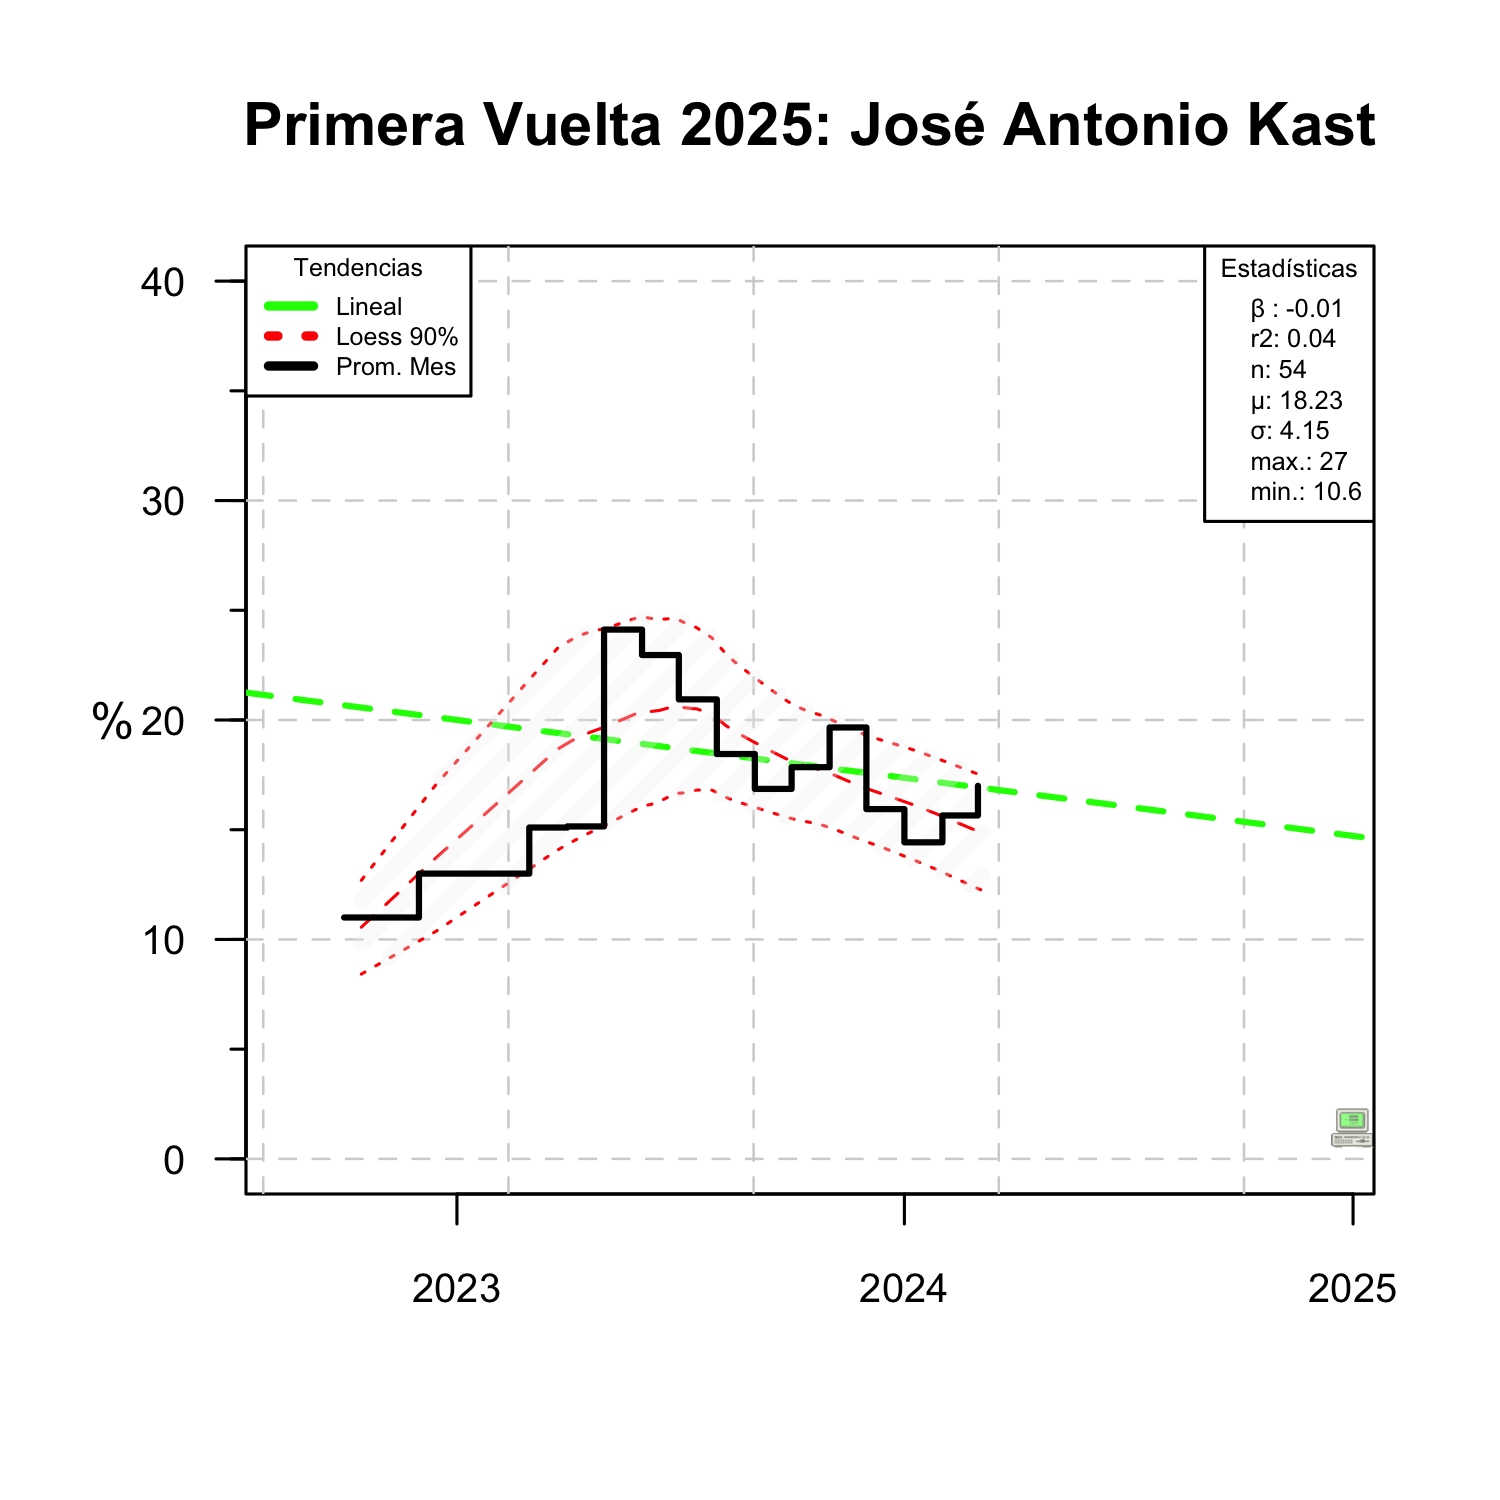 Primera Vuelta 2025: José Antonio Kast
Tendencias
Lineal
Loess 90%
Prom. Mes
Estadísticas
β : -0.01
r2: 0.04
n: 54
μ: 18.23
σ: 4.15
max.: 27
min.: 10.6
40
30
% 20
10
0
2023 2024 2025